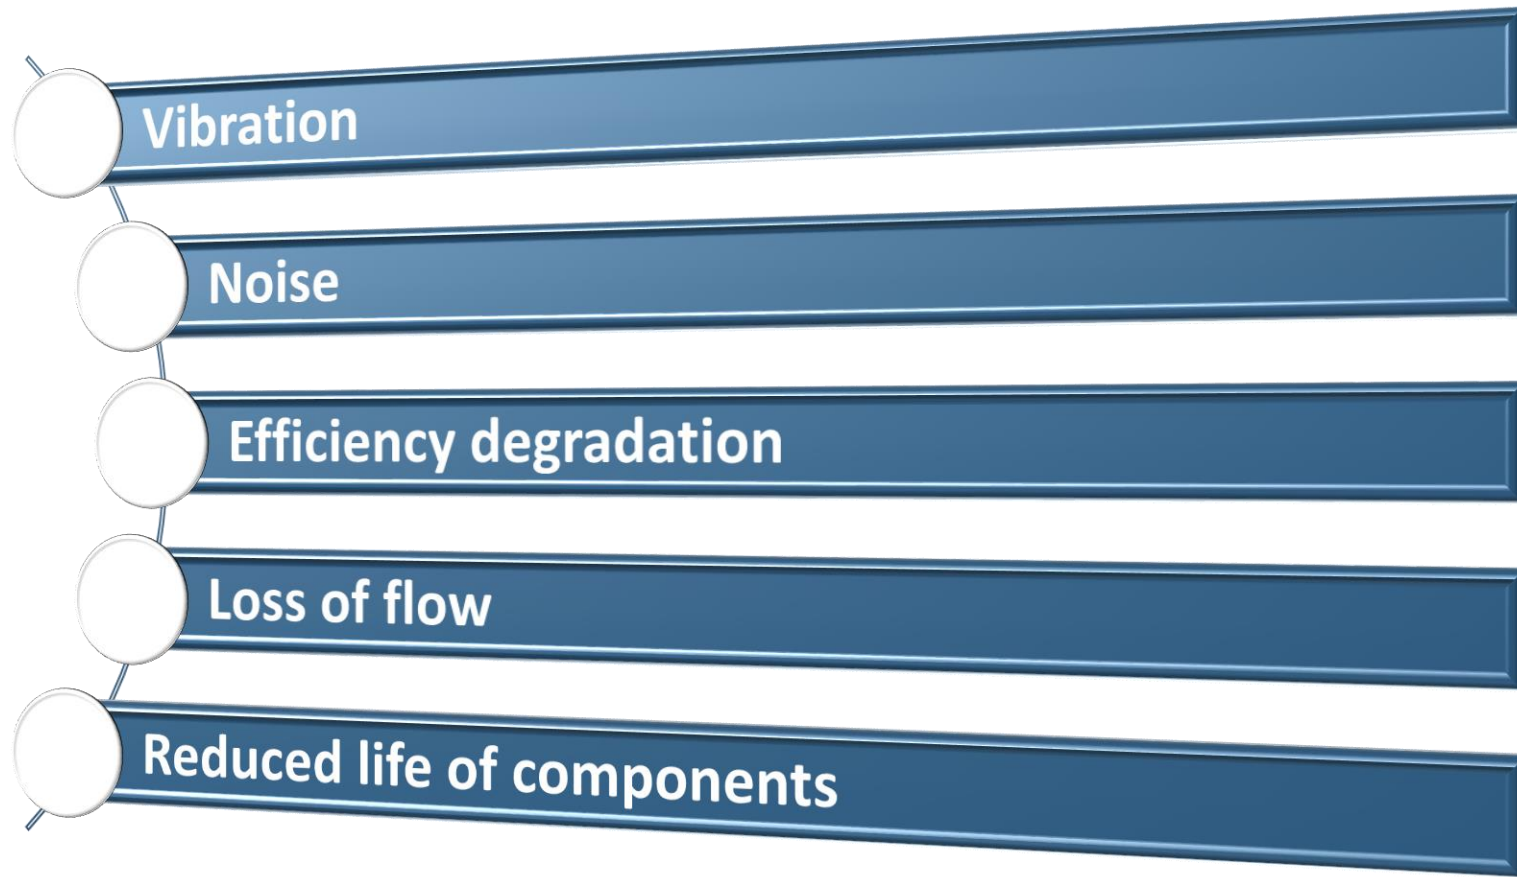 Vibration
Noise
Efficiency degradation
Loss of flow
Reduced life of components